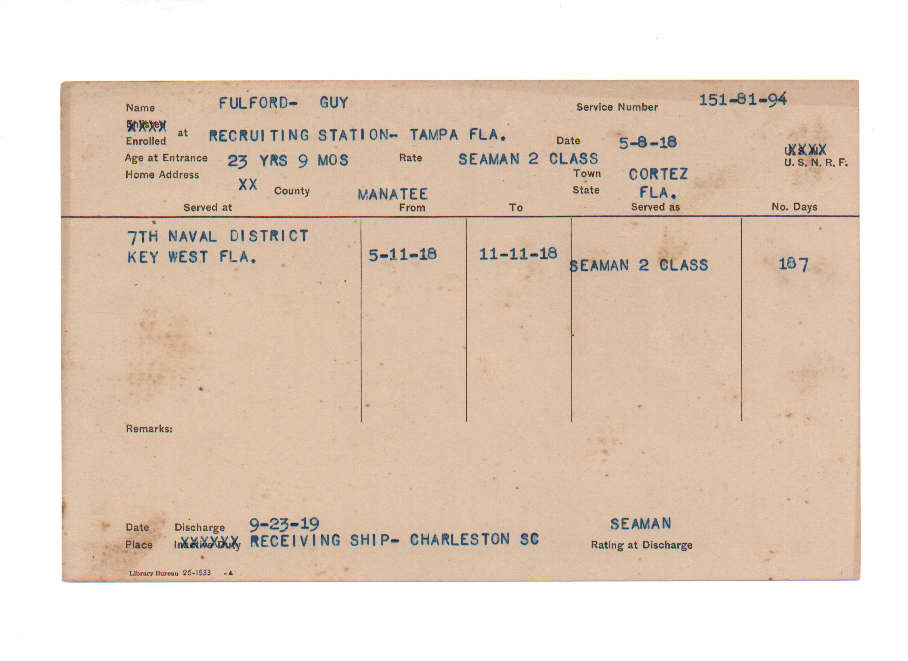 Name FULFORD- GUY Service Number 151-81-94
Enrolled at RECRUITING STATION- TAMPA FLA. Date 5-8-18 XXXX
Age at Entrance 23 YRS 9 MOS Rate SEAMAN 2 CLASS U. S. N. R. F.
Home Address XX County MANATEE Town CORTEZ
State FLA.
Served at From To Served as No. Days
7TH NAVAL DISTRICT
KEY WEST FLA. 5-11-18 11-11-18 SEAMAN 2 CLASS 187
Remarks:
Date Discharge 9-23-19 SEAMAN
Place Inactive Duty XXXXXX RECEIVING SHIP- CHARLESTON SC Rating at Discharge
Library Bureau 26-1533 -A